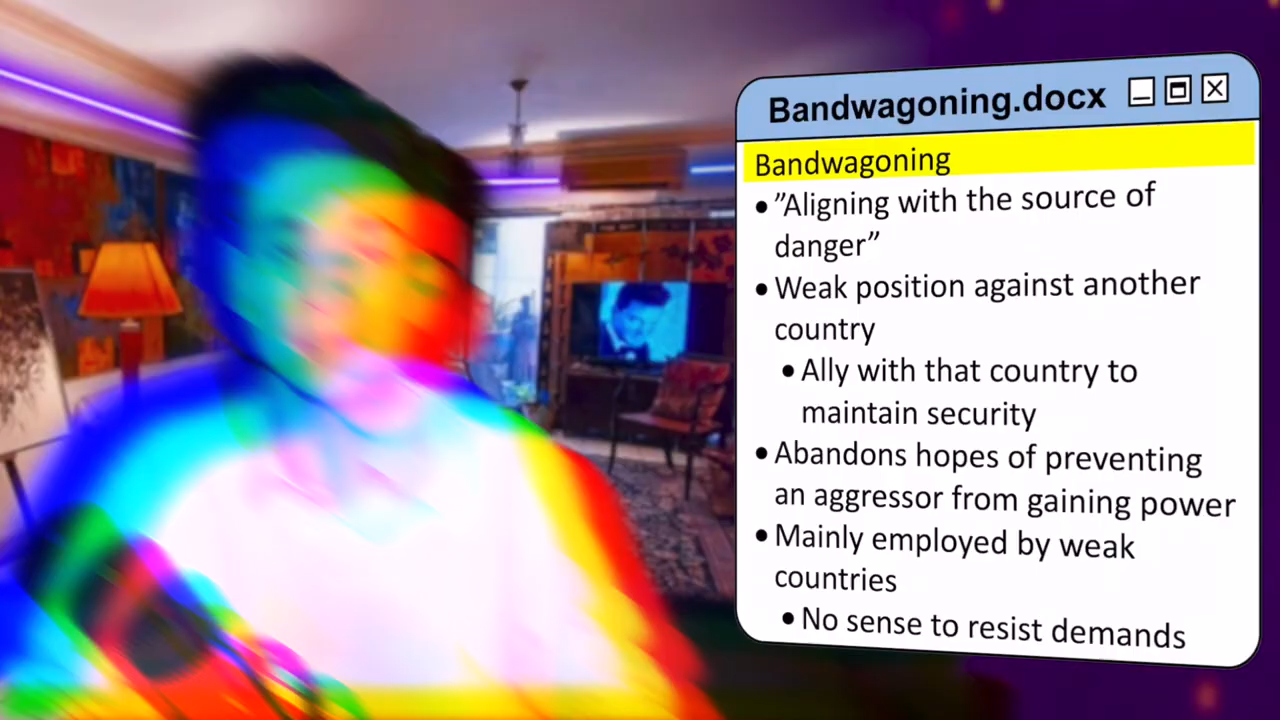 Bandwagoning.docx
Bandwagoning
• ”Aligning with the source of
danger”
• Weak position against another
country
• Ally with that country to
maintain security
• Abandons hopes of preventing
an aggressor from gaining power
• Mainly employed by weak
countries
• No sense to resist demands